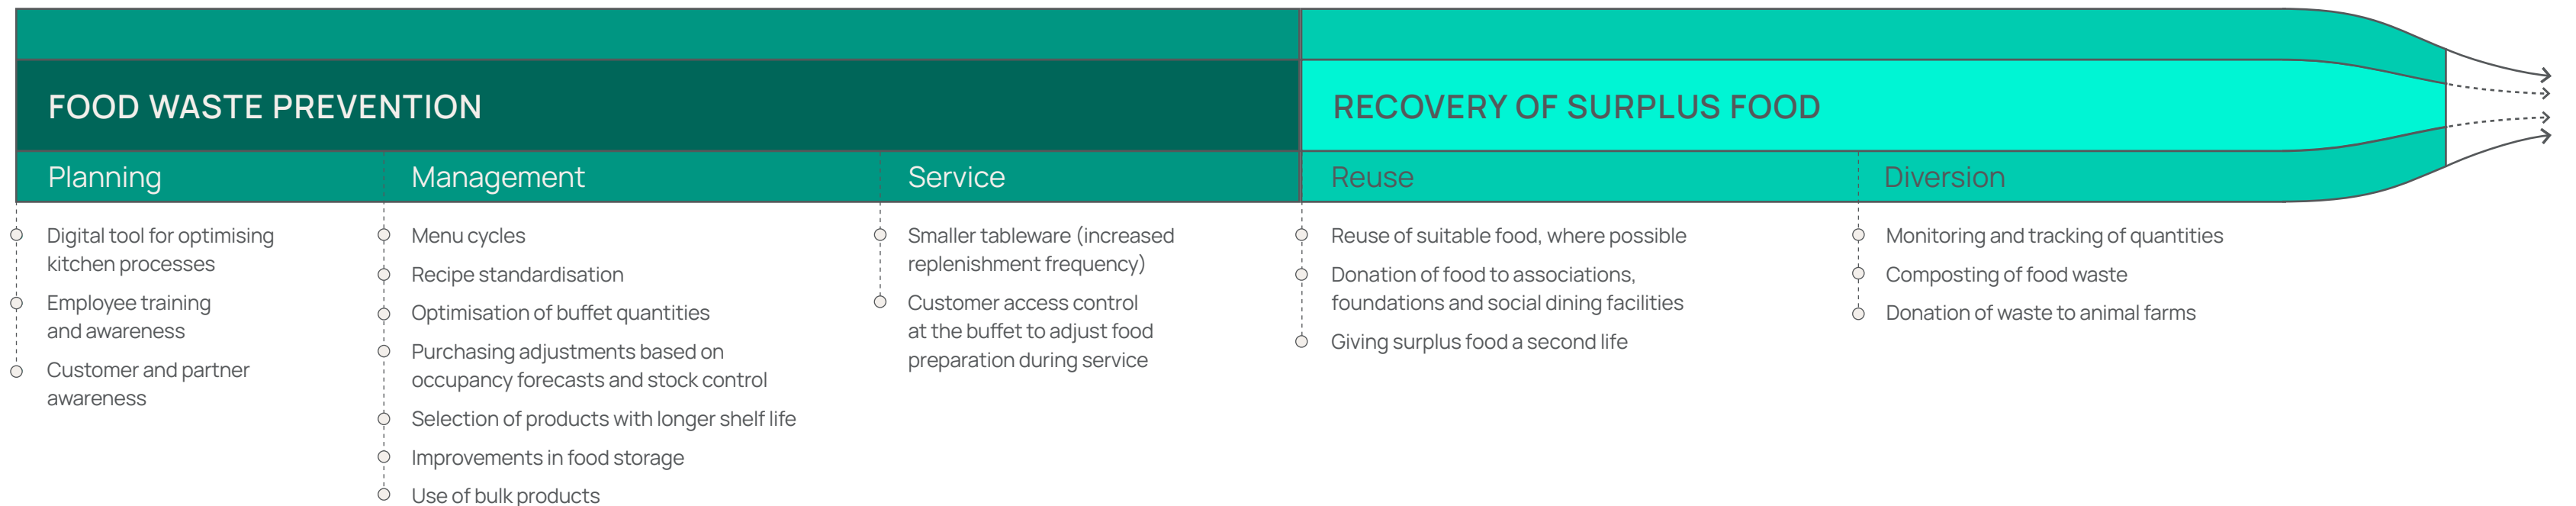 FOOD WASTE PREVENTION
RECOVERY OF SURPLUS FOOD
Planning
Digital tool for optimising
kitchen processes
Employee training
and awareness
Customer and partner
awareness
Management
Menu cycles
Recipe standardisation
Optimisation of buffet quantities
Purchasing adjustments based on
occupancy forecasts and stock control
Selection of products with longer shelf life
Improvements in food storage
Use of bulk products
Service
Smaller tableware (increased
replenishment frequency)
Customer access control
at the buffet to adjust food
preparation during service
Reuse
Reuse of suitable food, where possible
Donation of food to associations,
foundations and social dining facilities
Giving surplus food a second life
Diversion
Monitoring and tracking of quantities
Composting of food waste
Donation of waste to animal farms